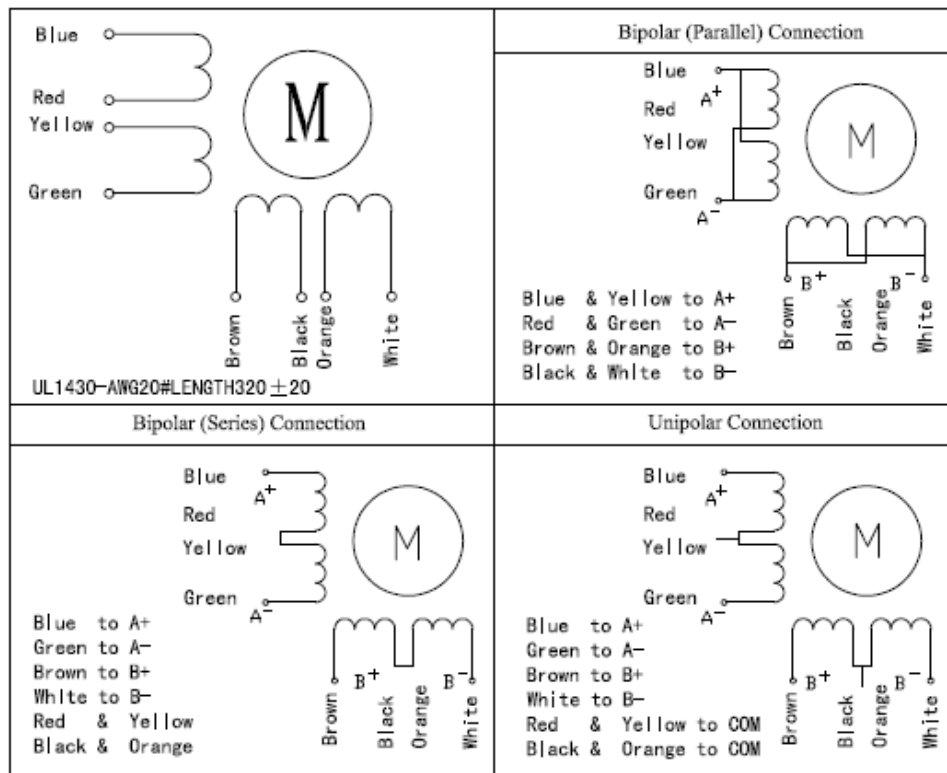 Blue
Red
Yellow
Green
M
Brown
Black
Orange
White
UL1430-AWG20#LENGTH320±20
Bipolar (Parallel) Connection
Blue
A+
Red
Yellow
Green
A-
M
B+
B-
Brown
Black
Orange
White
Blue & Yellow to A+
Red & Green to A-
Brown & Orange to B+
Black & White to B-
Bipolar (Series) Connection
Blue
A+
Red
Yellow
Green
A-
M
B+
B-
Brown
Black
Orange
White
Blue to A+
Green to A-
Brown to B+
White to B-
Red & Yellow
Black & Orange
Unipolar Connection
Blue
A+
Red
Yellow
Green
A-
M
B+
B-
Brown
Black
Orange
White
Blue to A+
Green to A-
Brown to B+
White to B-
Red & Yellow to COM
Black & Orange to COM